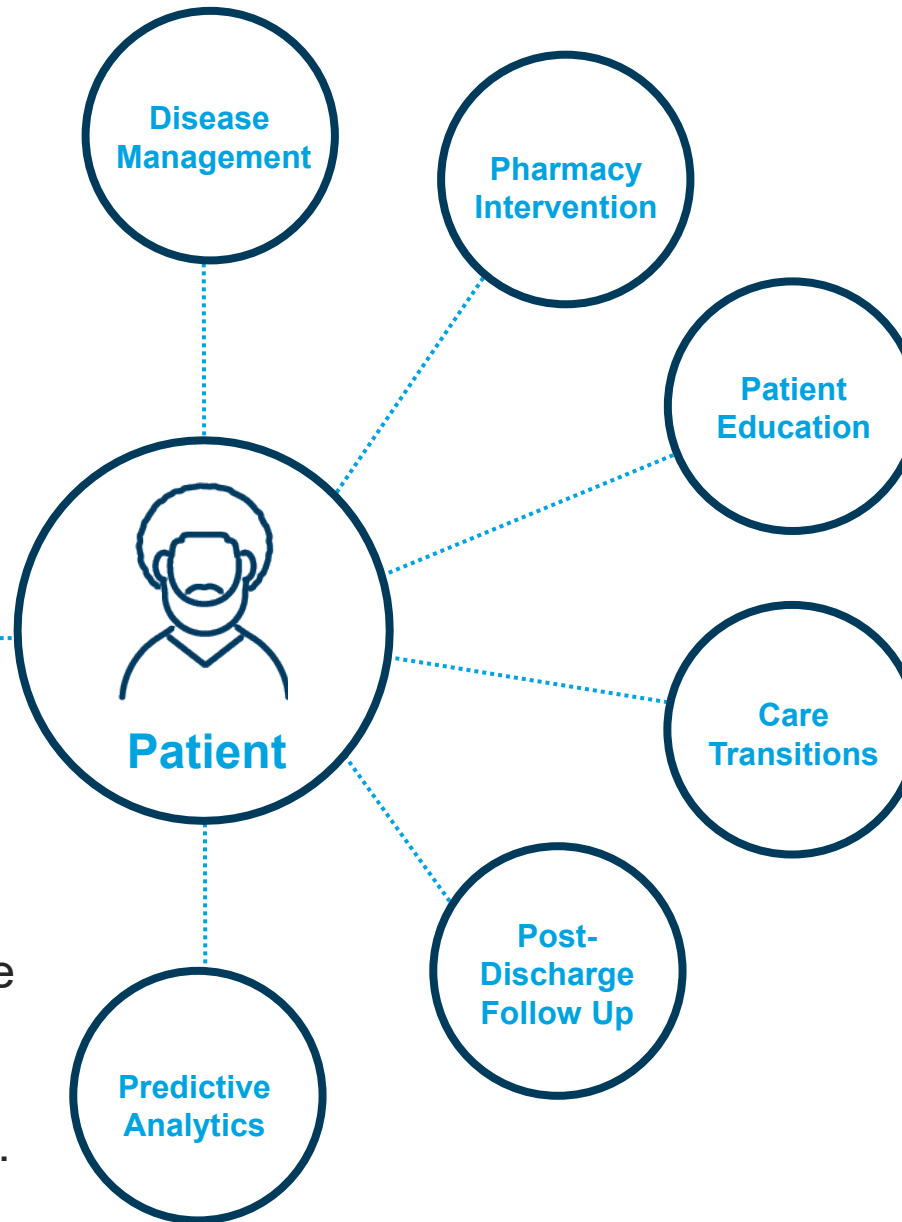 Disease
Management
Pharmacy
Intervention
Patient
Education
Patient
Care
Transitions
Post-
Discharge
Follow Up
e
Predictive
Analytics
.